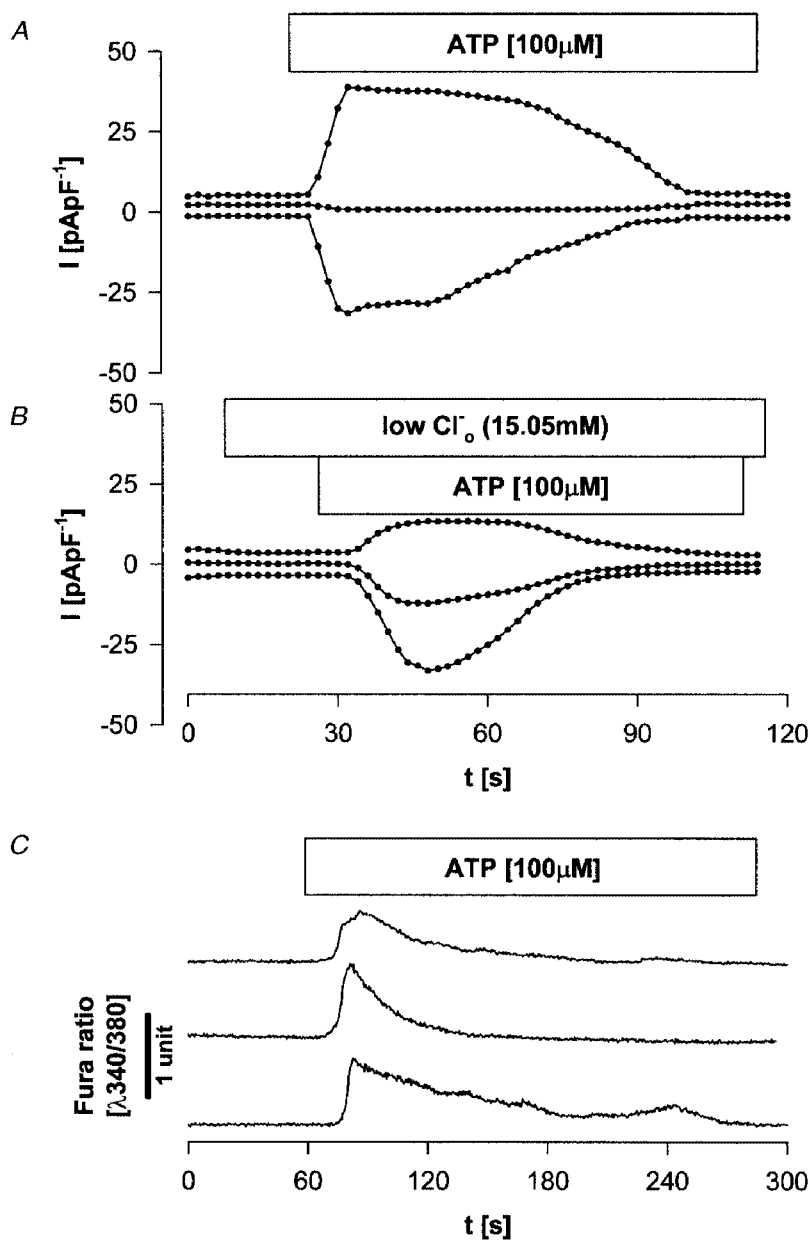 A
ATP [100µM]
50
25
0
-25
-50
I [pApF⁻¹]
B
low Cl⁻ₒ (15.05mM)
ATP [100µM]
50
25
0
-25
-50
I [pApF⁻¹]
0 30 60 90 120
t [s]
C
ATP [100µM]
Fura ratio
[λ340/380]
1 unit
0 60 120 180 240 300
t [s]